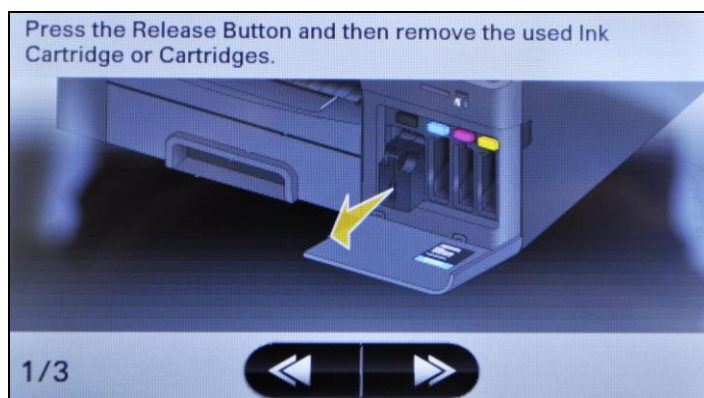 Press the Release Button and then remove the used Ink
Cartridge or Cartridges.
1/3